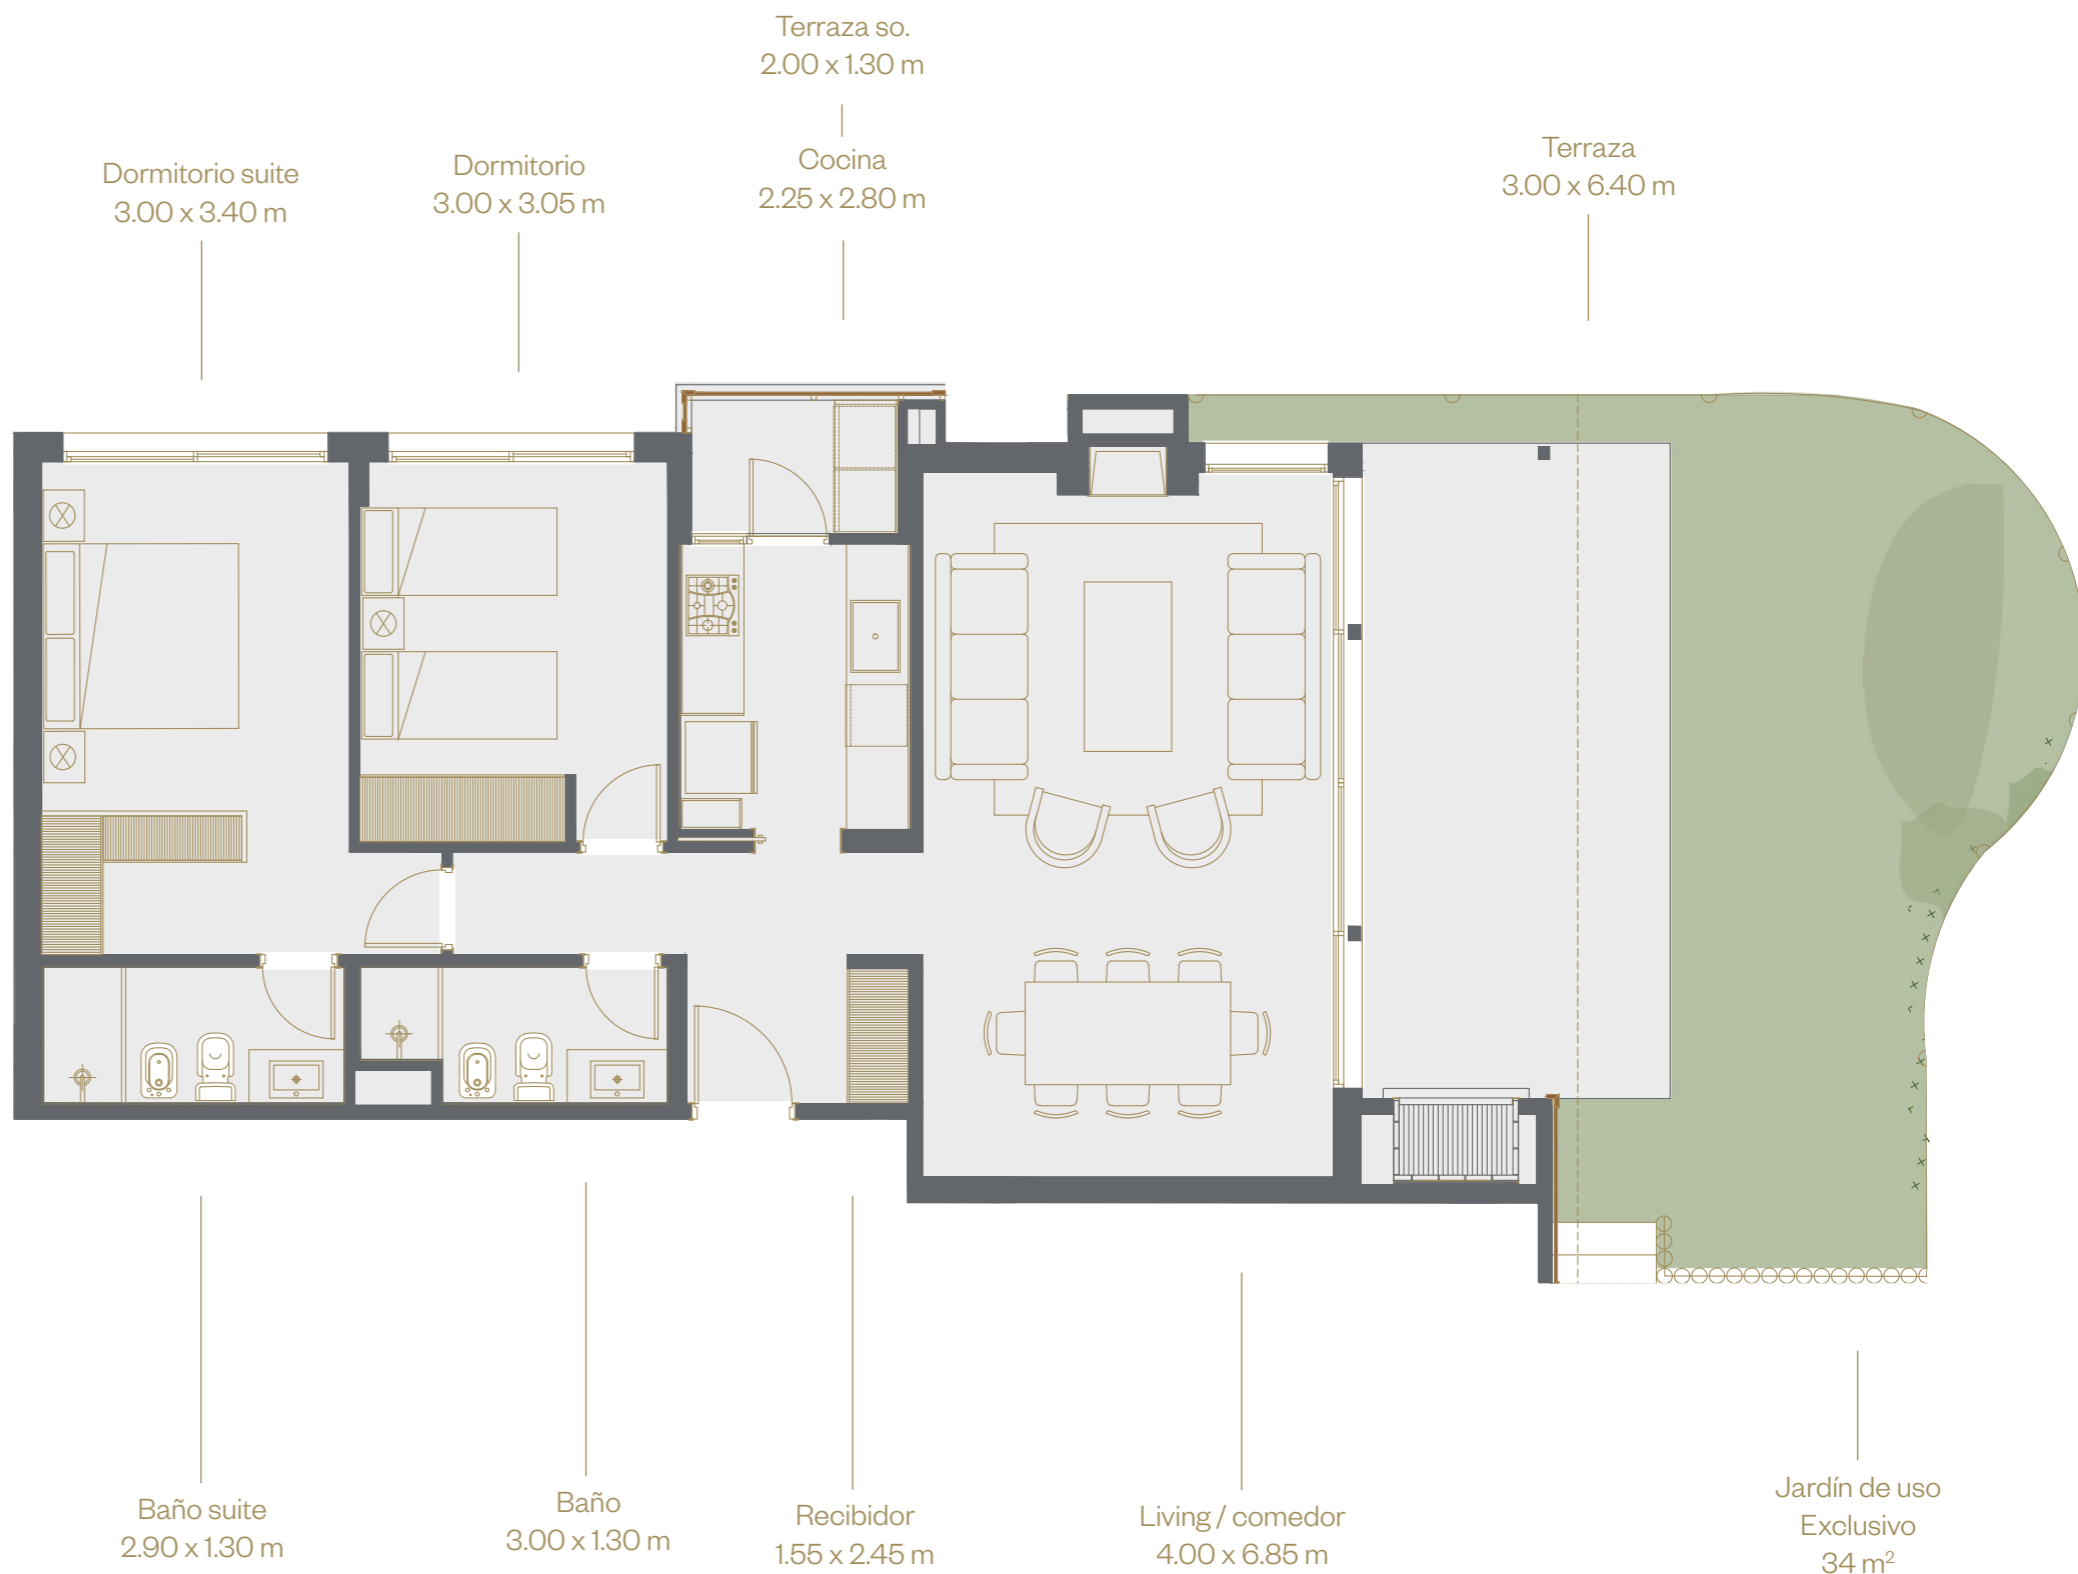 Terraza so.
2.00 x 1.30 m
Dormitorio suite
3.00 x 3.40 m
Dormitorio
3.00 x 3.05 m
Cocina
2.25 x 2.80 m
Terraza
3.00 x 6.40 m
Baño suite
2.90 x 1.30 m
Baño
3.00 x 1.30 m
Recibidor
1.55 x 2.45 m
Living / comedor
4.00 x 6.85 m
Jardín de uso
Exclusivo
34 m²